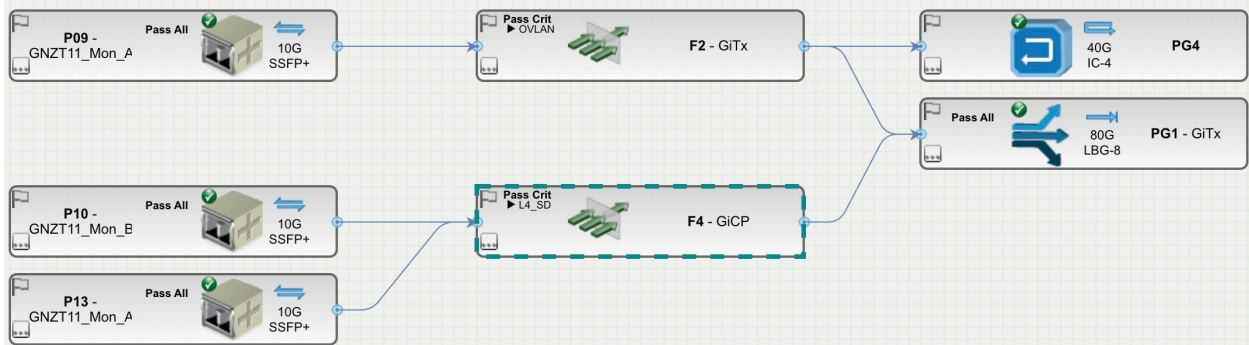 P09 -
GNZT11_Mon_A
Pass All
10G
SSFP+
Pass Crit
▶ OVLAN
F2 - GiTx
40G
IC-4
PG4
Pass All
80G
LBG-8
PG1 - GiTx
P10 -
GNZT11_Mon_B
Pass All
10G
SSFP+
Pass Crit
▶ L4_SD
F4 - GiCP
P13 -
GNZT11_Mon_A
Pass All
10G
SSFP+